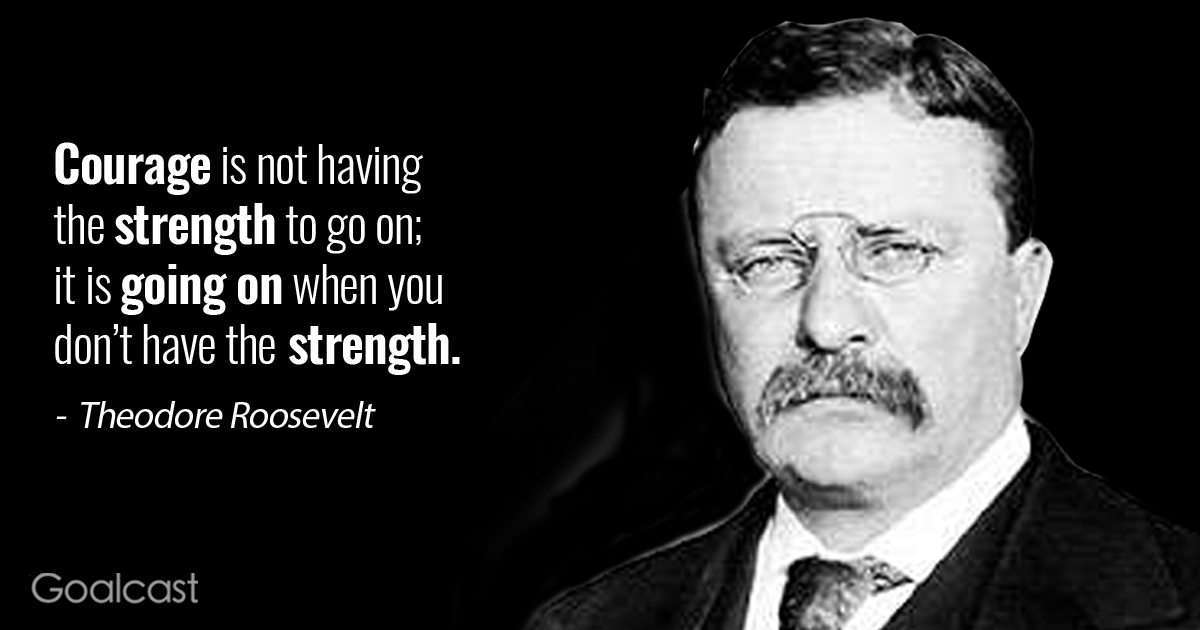 Courage is not having
the strength to go on;
it is going on when you
don’t have the strength.
- Theodore Roosevelt
Goalcast